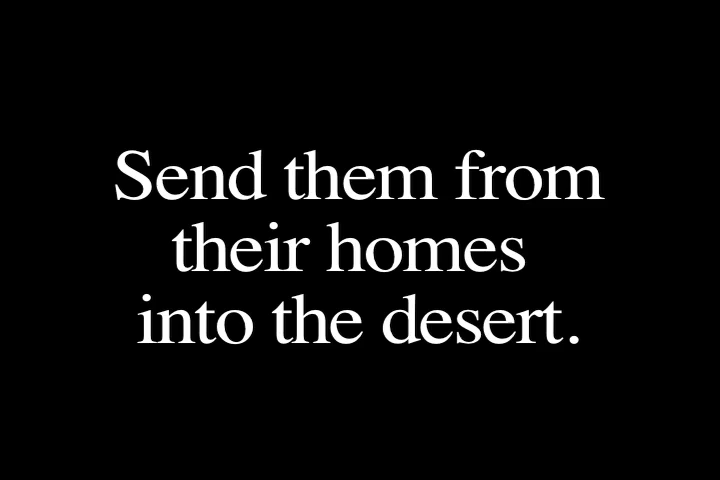 Send them from
their homes
into the desert.